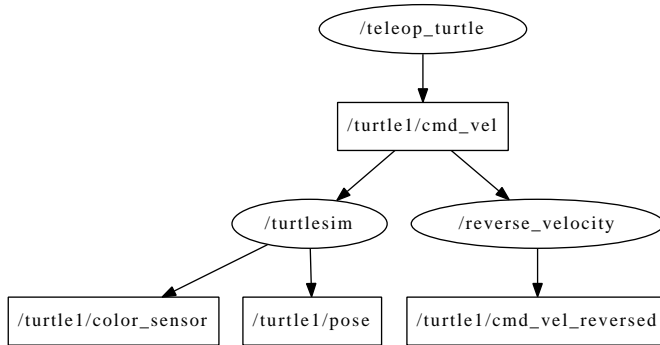 /teleop_turtle
/turtle1/cmd_vel
/turtlesim
/reverse_velocity
/turtle1/color_sensor
/turtle1/pose
/turtle1/cmd_vel_reversed